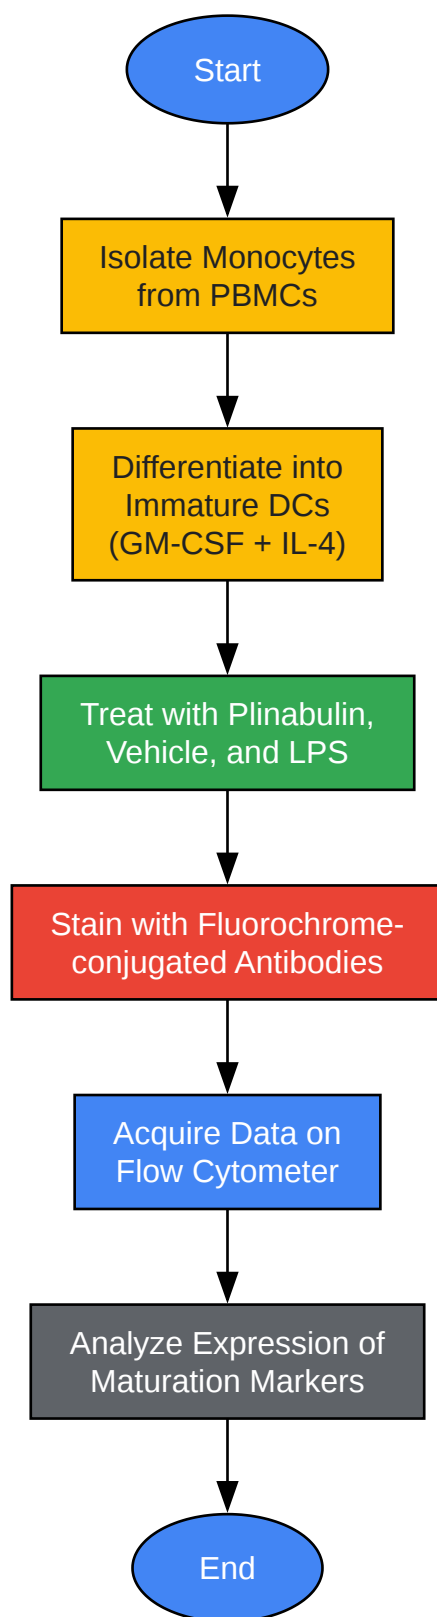 Start
Isolate Monocytes
from PBMCs
Differentiate into
Immature DCs
(GM-CSF + IL-4)
Treat with Plinabulin,
Vehicle, and LPS
Stain with Fluorochrome-
conjugated Antibodies
Acquire Data on
Flow Cytometer
Analyze Expression of
Maturation Markers
End